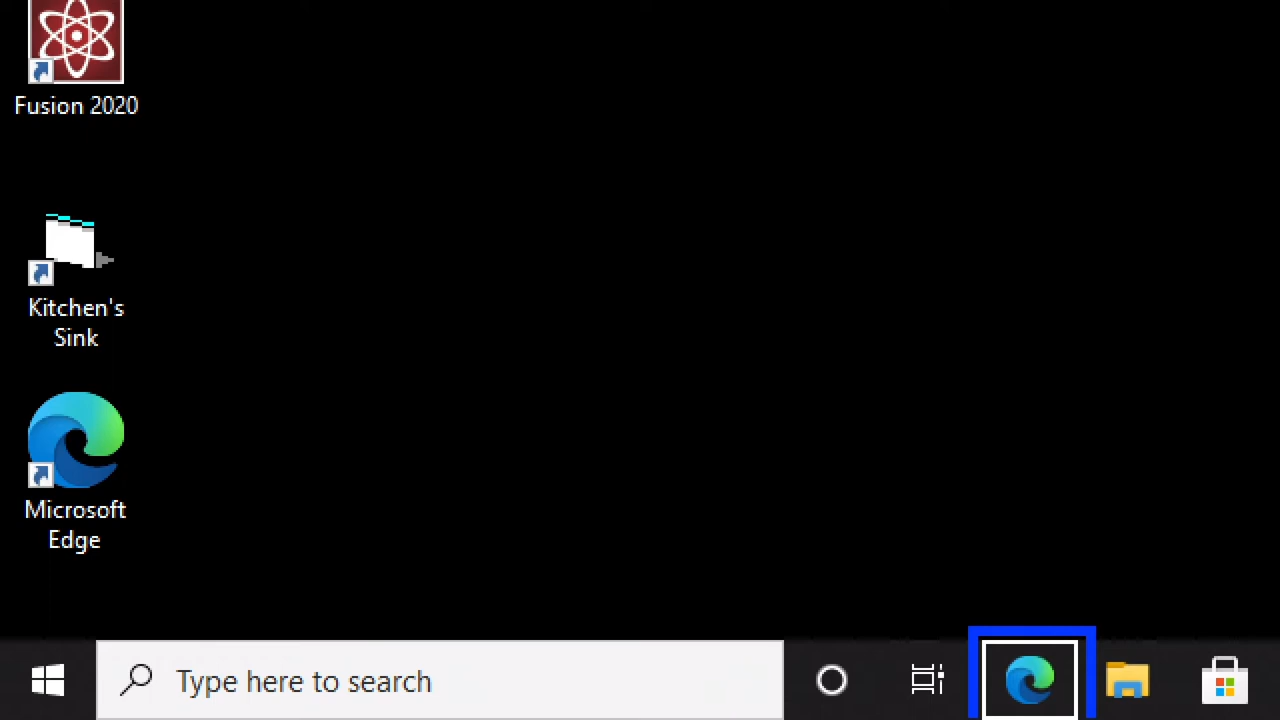 Fusion 2020
Kitchen's
Sink
Microsoft
Edge
Type here to search